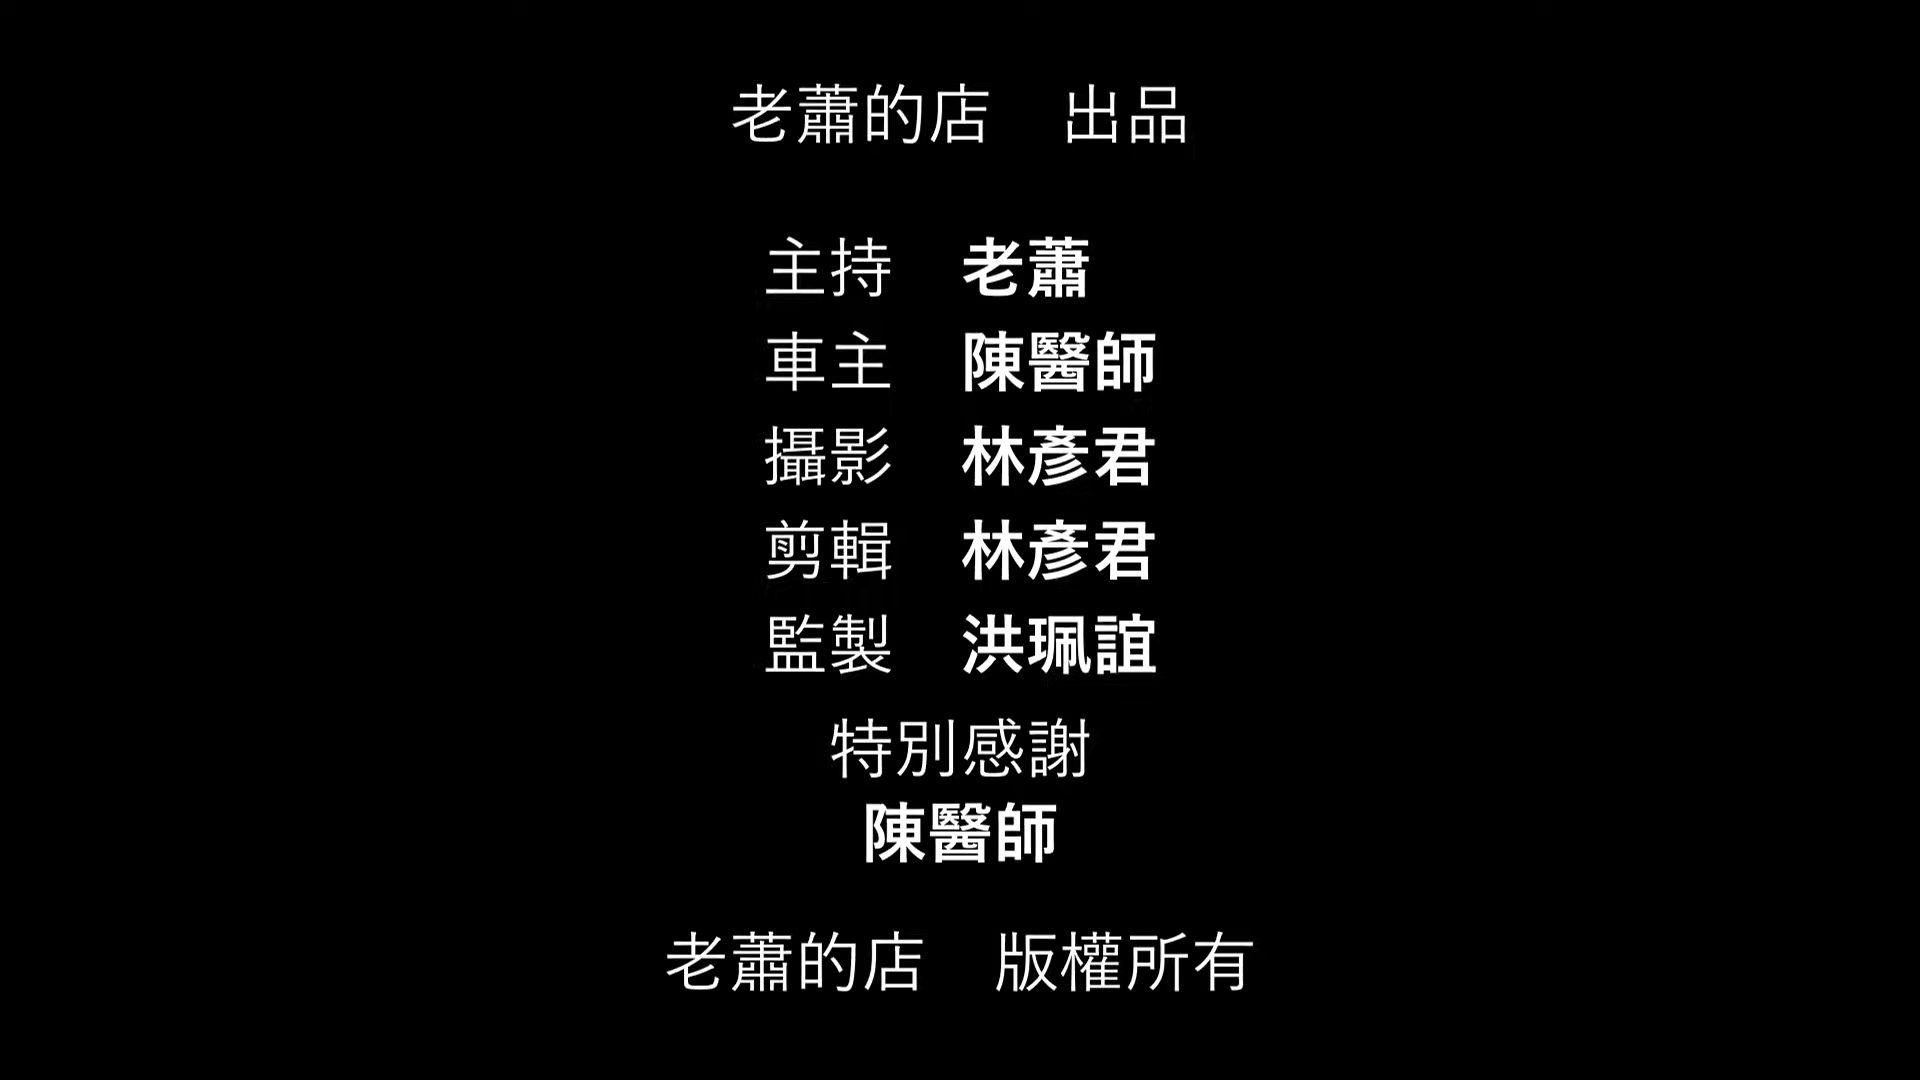 老蕭的店　出品
主持　老蕭
車主　陳醫師
攝影　林彥君
剪輯　林彥君
監製　洪珮誼
特別感謝
陳醫師
老蕭的店　版權所有